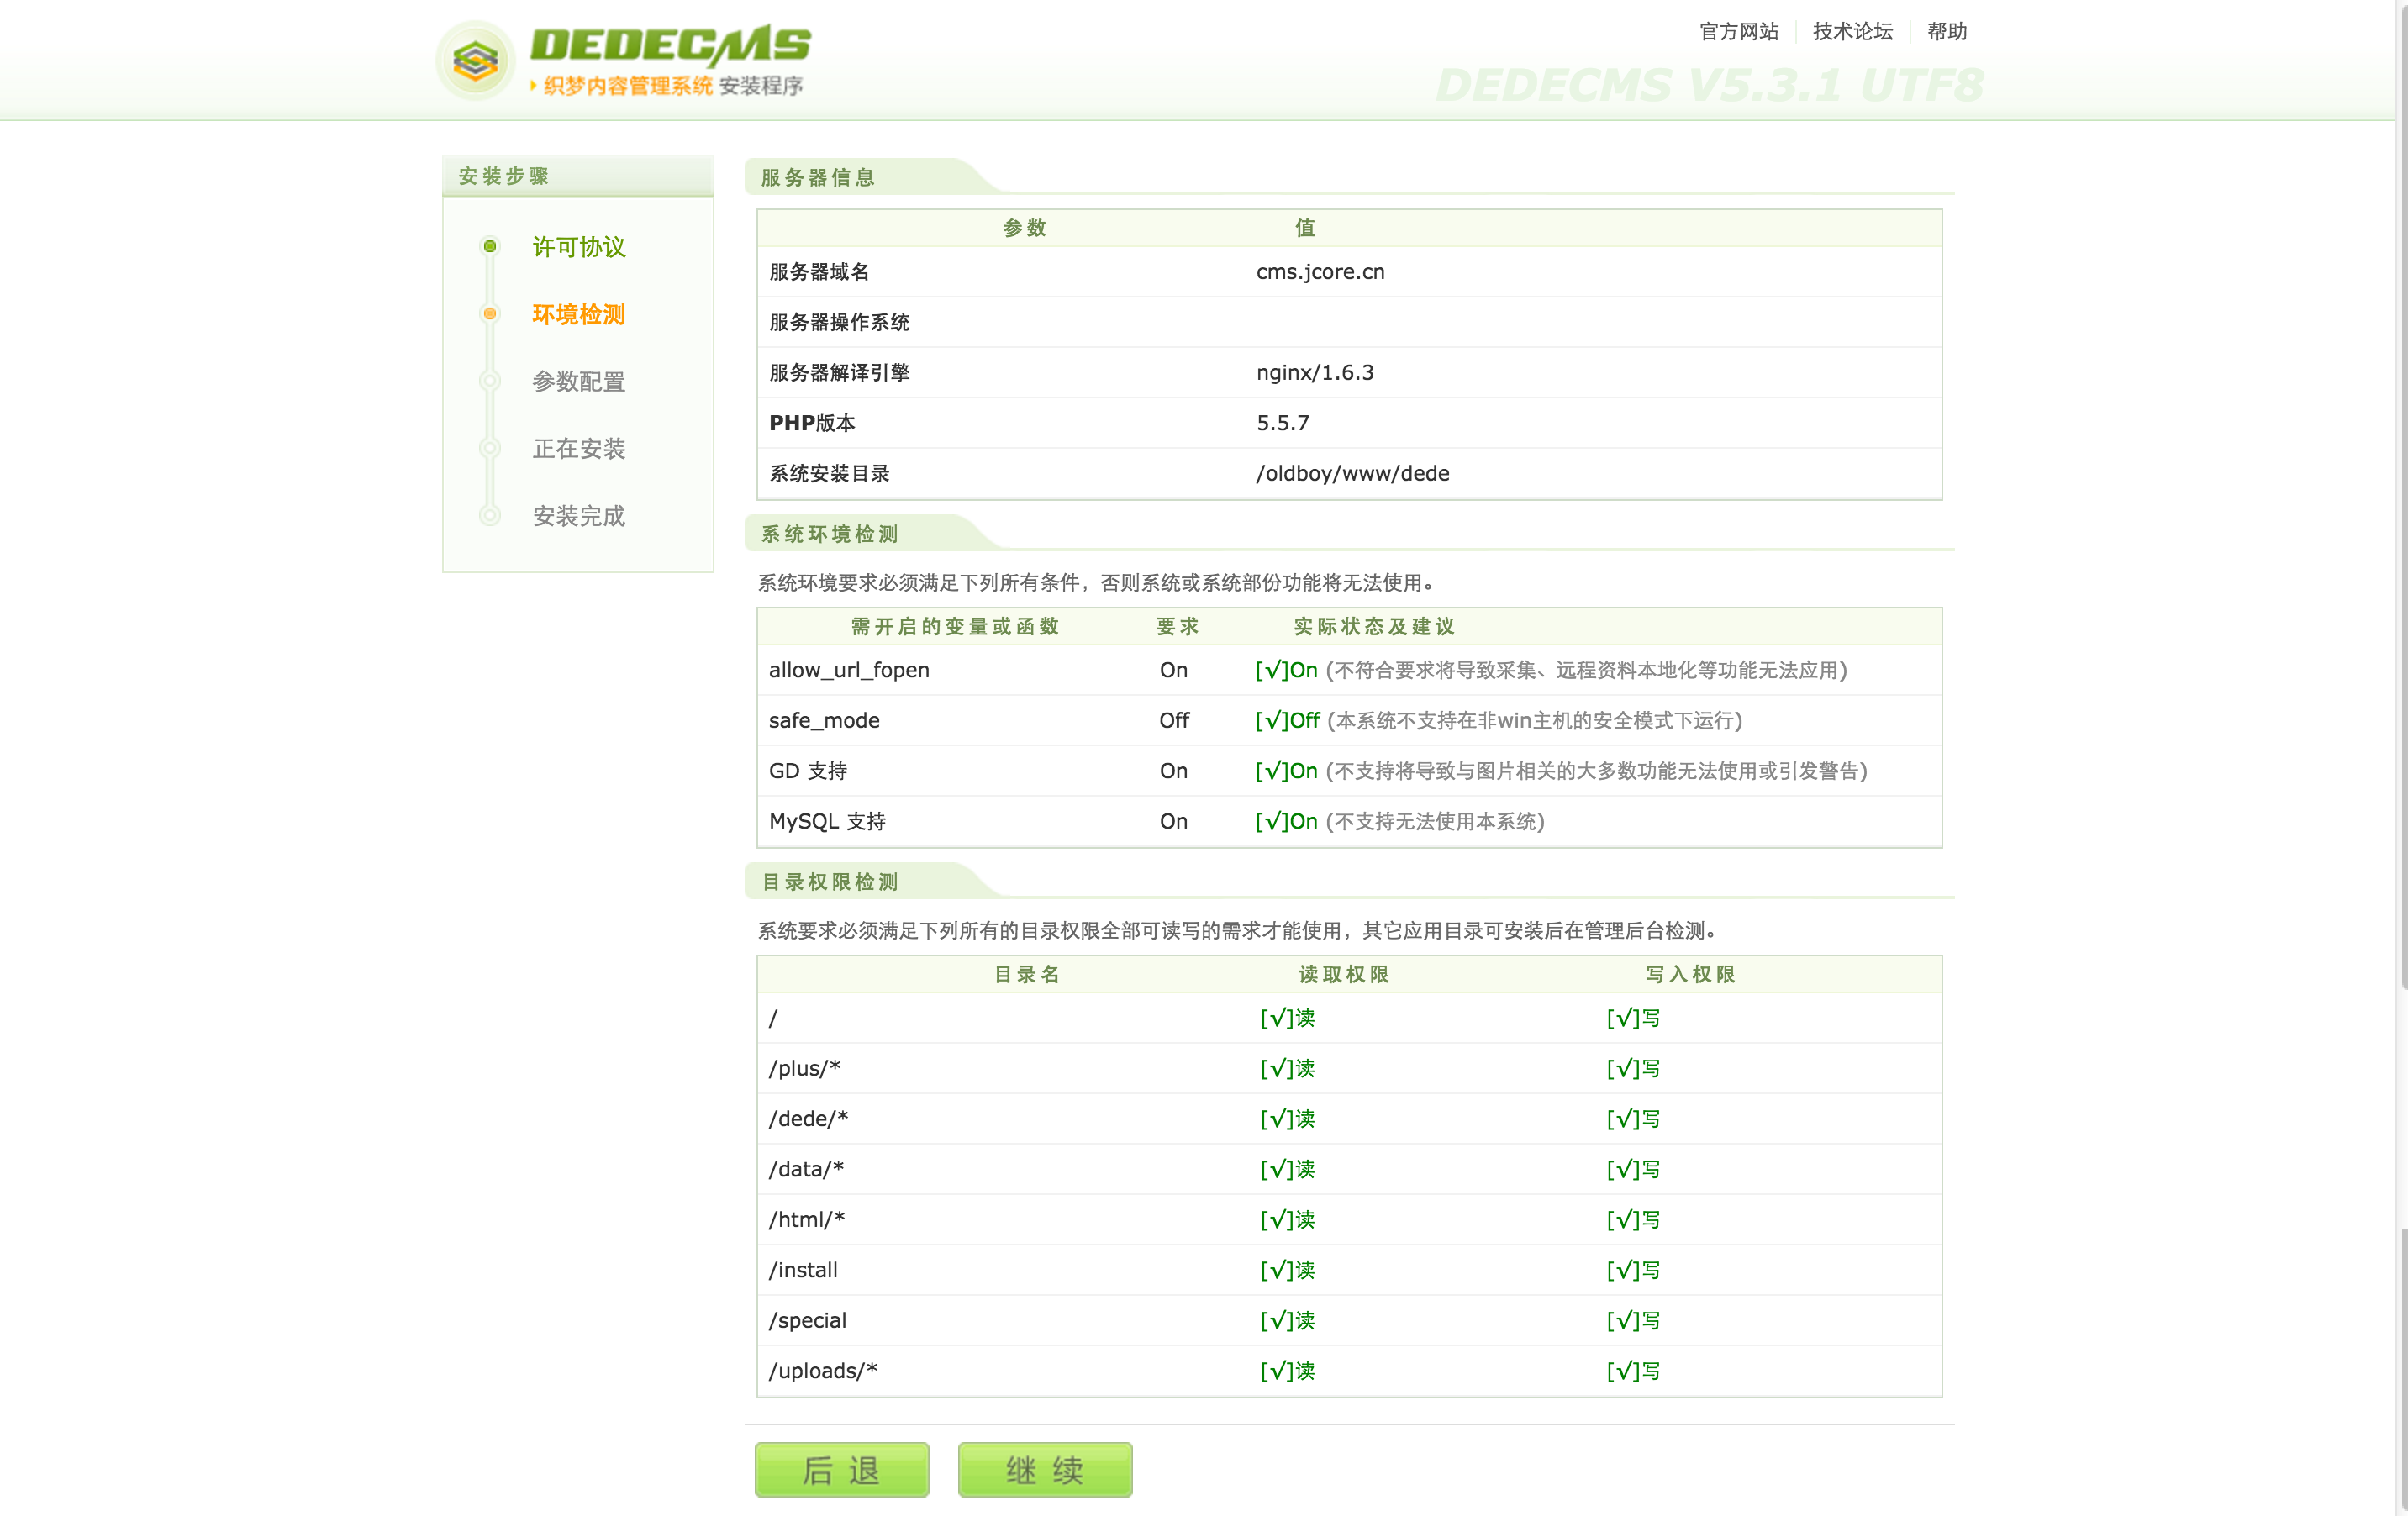 DEDECMS
织梦内容管理系统 安装程序
官方网站 技术论坛 帮助
DEDECMS V5.3.1 UTF8
安装步骤
许可协议
环境检测
参数配置
正在安装
安装完成
服务器信息
参数 值
服务器域名 cms.jcore.cn
服务器操作系统
服务器解译引擎 nginx/1.6.3
PHP版本 5.5.7
系统安装目录 /oldboy/www/dede
系统环境检测
系统环境要求必须满足下列所有条件，否则系统或系统部份功能将无法使用。
需开启的变量或函数 要求 实际状态及建议
allow_url_fopen On [√]On (不符合要求将导致采集、远程资料本地化等功能无法应用)
safe_mode Off [√]Off (本系统不支持在非win主机的安全模式下运行)
GD 支持 On [√]On (不支持将导致与图片相关的大多数功能无法使用或引发警告)
MySQL 支持 On [√]On (不支持无法使用本系统)
目录权限检测
系统要求必须满足下列所有的目录权限全部可读写的需求才能使用，其它应用目录可安装后在管理后台检测。
目录名 读取权限 写入权限
/ [√]读 [√]写
/plus/* [√]读 [√]写
/dede/* [√]读 [√]写
/data/* [√]读 [√]写
/html/* [√]读 [√]写
/install [√]读 [√]写
/special [√]读 [√]写
/uploads/* [√]读 [√]写
后退 继续